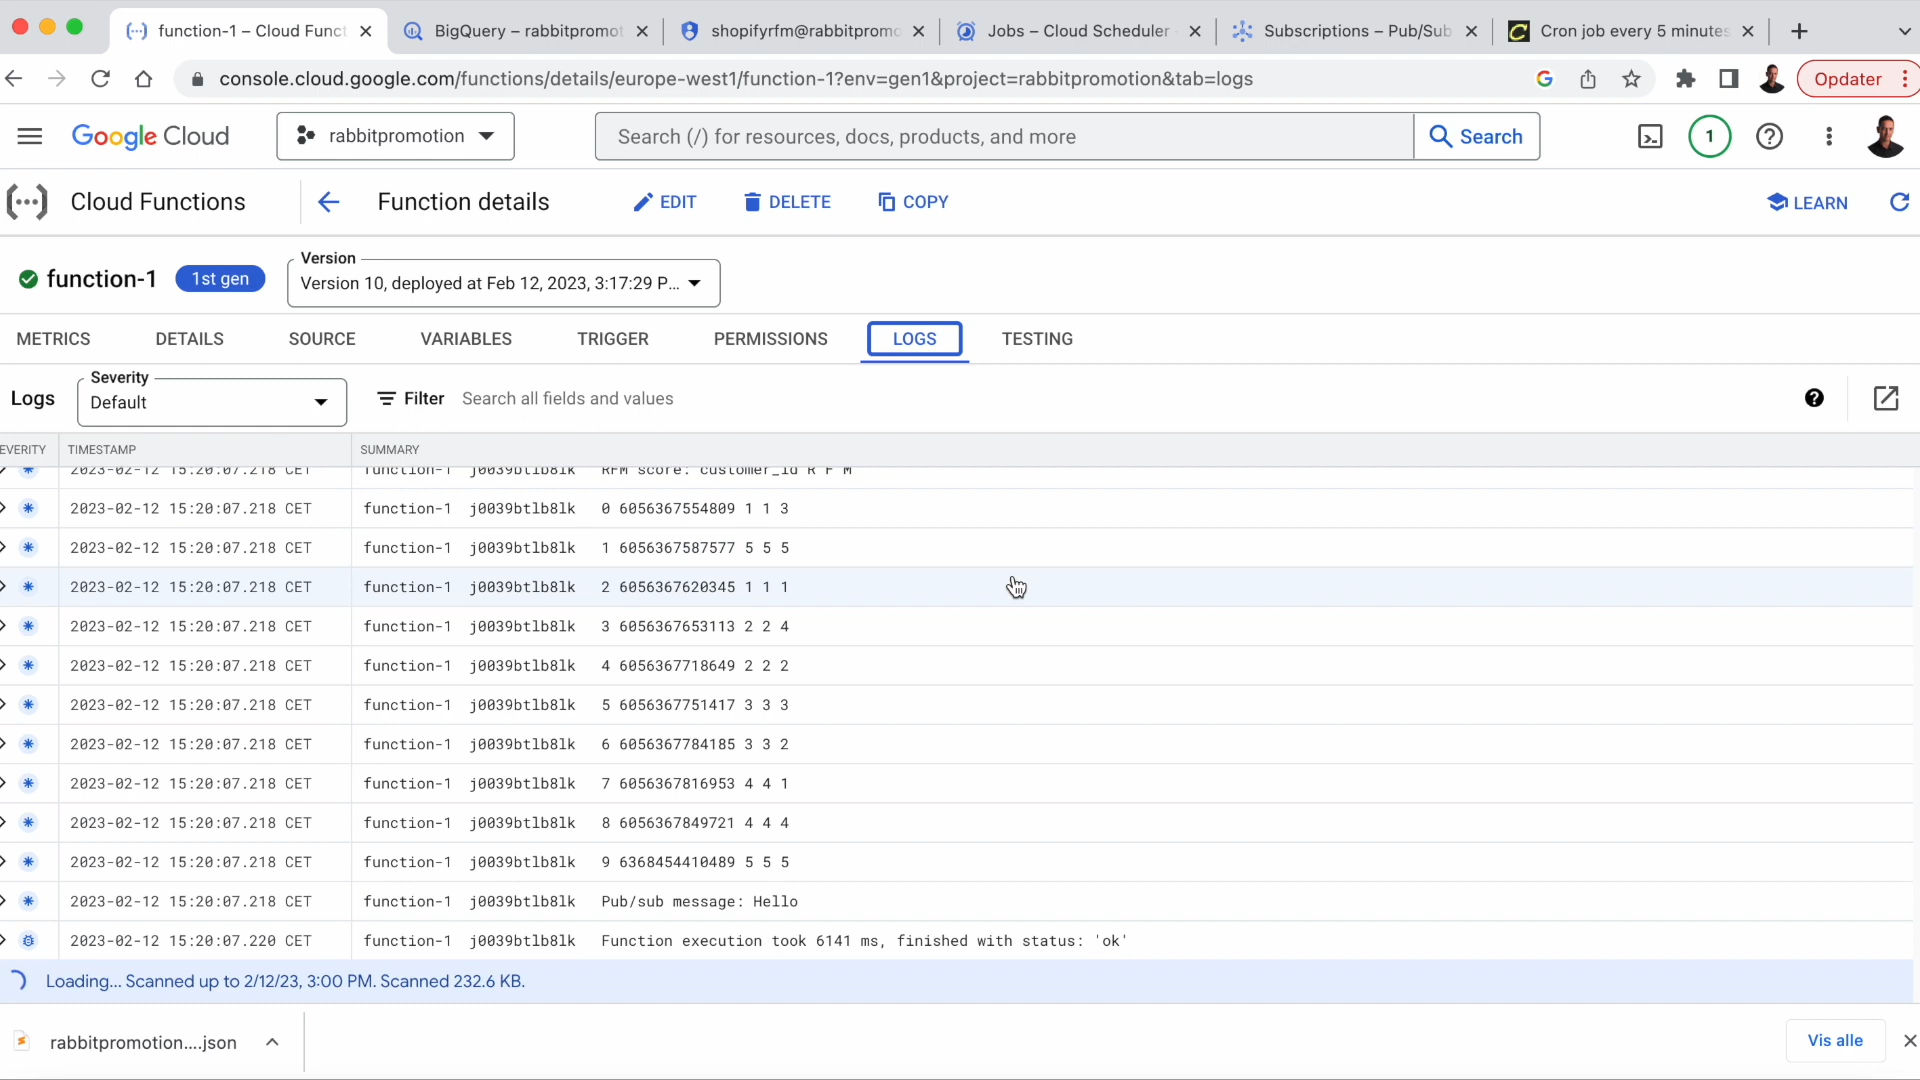 function-1 – Cloud Funct
BigQuery – rabbitpromot
shopifyrfm@rabbitpromo
Jobs – Cloud Scheduler
Subscriptions – Pub/Sub
Cron job every 5 minutes
console.cloud.google.com/functions/details/europe-west1/function-1?env=gen1&project=rabbitpromotion&tab=logs
Opdater
Google Cloud
rabbitpromotion
Search (/) for resources, docs, products, and more
Search
1
Cloud Functions
Function details
EDIT
DELETE
COPY
LEARN
function-1
1st gen
Version
Version 10, deployed at Feb 12, 2023, 3:17:29 P...
METRICS
DETAILS
SOURCE
VARIABLES
TRIGGER
PERMISSIONS
LOGS
TESTING
Logs
Severity
Default
Filter
Search all fields and values
EVERITY
TIMESTAMP
SUMMARY
2023-02-12 15:20:07.218 CET function-1 j0039btlb8lk RFM score: customer_id R F M
2023-02-12 15:20:07.218 CET function-1 j0039btlb8lk 0 6056367554809 1 1 3
2023-02-12 15:20:07.218 CET function-1 j0039btlb8lk 1 6056367587577 5 5 5
2023-02-12 15:20:07.218 CET function-1 j0039btlb8lk 2 6056367620345 1 1 1
2023-02-12 15:20:07.218 CET function-1 j0039btlb8lk 3 6056367653113 2 2 4
2023-02-12 15:20:07.218 CET function-1 j0039btlb8lk 4 6056367718649 2 2 2
2023-02-12 15:20:07.218 CET function-1 j0039btlb8lk 5 6056367751417 3 3 3
2023-02-12 15:20:07.218 CET function-1 j0039btlb8lk 6 6056367784185 3 3 2
2023-02-12 15:20:07.218 CET function-1 j0039btlb8lk 7 6056367816953 4 4 1
2023-02-12 15:20:07.218 CET function-1 j0039btlb8lk 8 6056367849721 4 4 4
2023-02-12 15:20:07.218 CET function-1 j0039btlb8lk 9 6368454410489 5 5 5
2023-02-12 15:20:07.218 CET function-1 j0039btlb8lk Pub/sub message: Hello
2023-02-12 15:20:07.220 CET function-1 j0039btlb8lk Function execution took 6141 ms, finished with status: 'ok'
Loading... Scanned up to 2/12/23, 3:00 PM. Scanned 232.6 KB.
rabbitpromotion....json
Vis alle